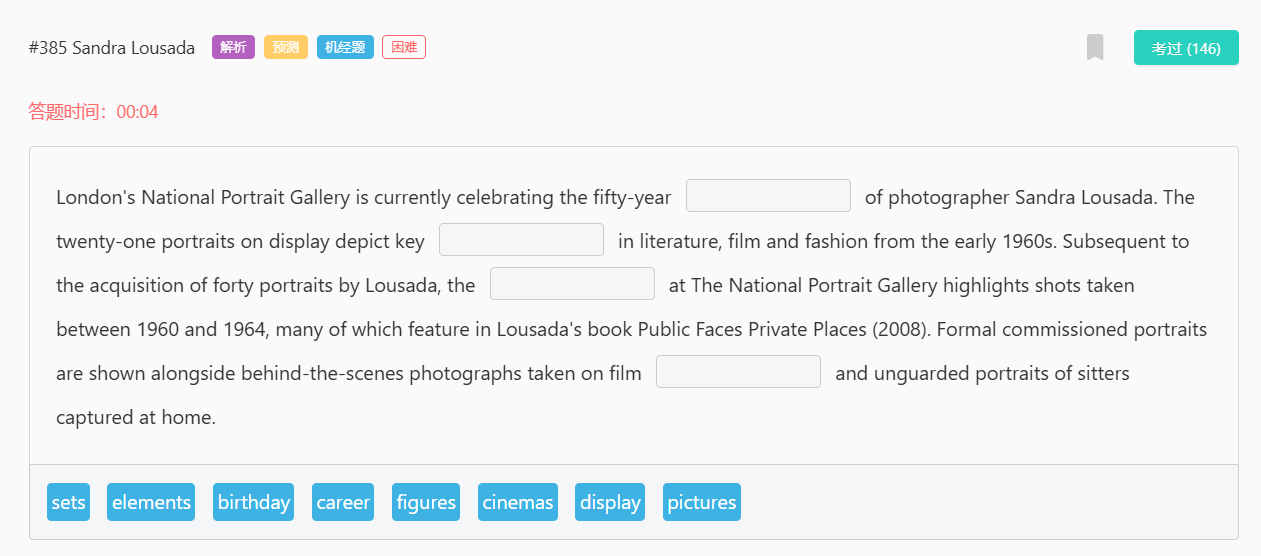 #385 Sandra Lousada 解析 预测 机经题 困难 考过 (146)
答题时间：00:04
London's National Portrait Gallery is currently celebrating the fifty-year of photographer Sandra Lousada. The
twenty-one portraits on display depict key in literature, film and fashion from the early 1960s. Subsequent to
the acquisition of forty portraits by Lousada, the at The National Portrait Gallery highlights shots taken
between 1960 and 1964, many of which feature in Lousada's book Public Faces Private Places (2008). Formal commissioned portraits
are shown alongside behind-the-scenes photographs taken on film and unguarded portraits of sitters
captured at home.
sets elements birthday career figures cinemas display pictures